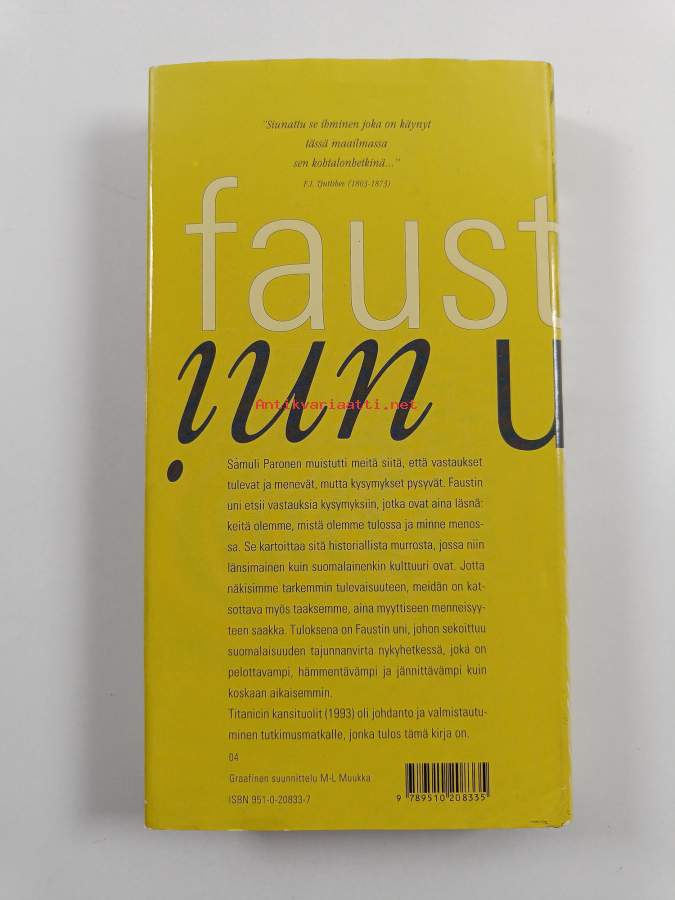 "Siunattu se ihminen joka on käynyt
tässä maailmassa
sen kohtalonhetkinä..."
F.I. Tjuttshev (1803-1873)
faust
uni u
Antikvariaatti.net
Samuli Paronen muistutti meitä siitä, että vastaukset
tulevat ja menevät, mutta kysymykset pysyvät. Faustin
uni etsii vastauksia kysymyksiin, jotka ovat aina läsnä:
keitä olemme, mistä olemme tulossa ja minne menos-
sa. Se kartoittaa sitä historiallista murrosta, jossa niin
länsimainen kuin suomalainenkin kulttuuri ovat. Jotta
näkisimme tarkemmin tulevaisuuteen, meidän on kat-
sottava myös taaksemme, aina myyttiseen menneisyy-
teen saakka. Tuloksena on Faustin uni, johon sekoittuu
suomalaisuuden tajunnanvirta nykyhetkessä, joka on
pelottavampi, hämmentävämpi ja jännittävämpi kuin
koskaan aikaisemmin.
Titanicin kansituolit (1993) oli johdanto ja valmistautu-
minen tutkimusmatkalle, jonka tulos tämä kirja on.
04
Graafinen suunnittelu M-L Muukka
ISBN 951-0-20833-7
9 789510 208335